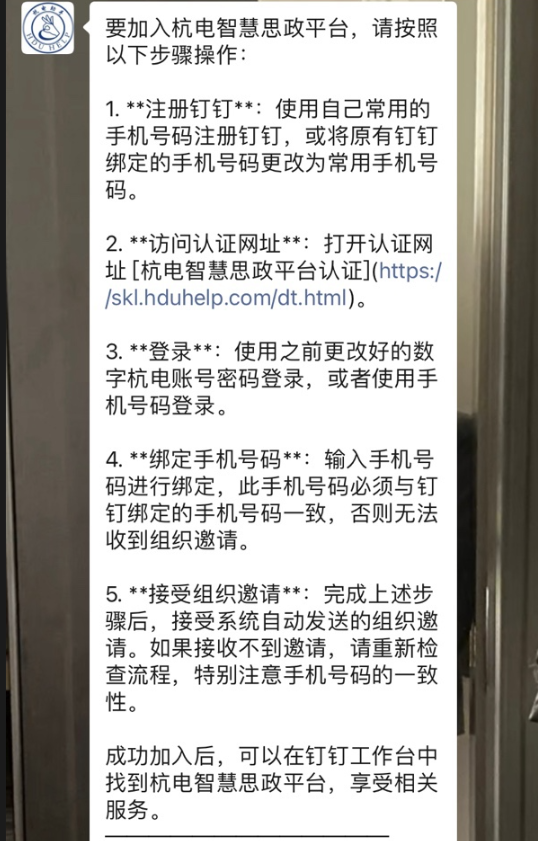 HDU HELP
要加入杭电智慧思政平台，请按照
以下步骤操作：
1. **注册钉钉**：使用自己常用的
手机号码注册钉钉，或将原有钉钉
绑定的手机号码更改为常用手机号
码。
2. **访问认证网址**：打开认证网
址 [杭电智慧思政平台认证](https:/
/skl.hduhelp.com/dt.html)。
3. **登录**：使用之前更改好的数
字杭电账号密码登录，或者使用手
机号码登录。
4. **绑定手机号码**：输入手机号
码进行绑定，此手机号码必须与钉
钉绑定的手机号码一致，否则无法
收到组织邀请。
5. **接受组织邀请**：完成上述步
骤后，接受系统自动发送的组织邀
请。如果接收不到邀请，请重新检
查流程，特别注意手机号码的一致
性。
成功加入后，可以在钉钉工作台中
找到杭电智慧思政平台，享受相关
服务。